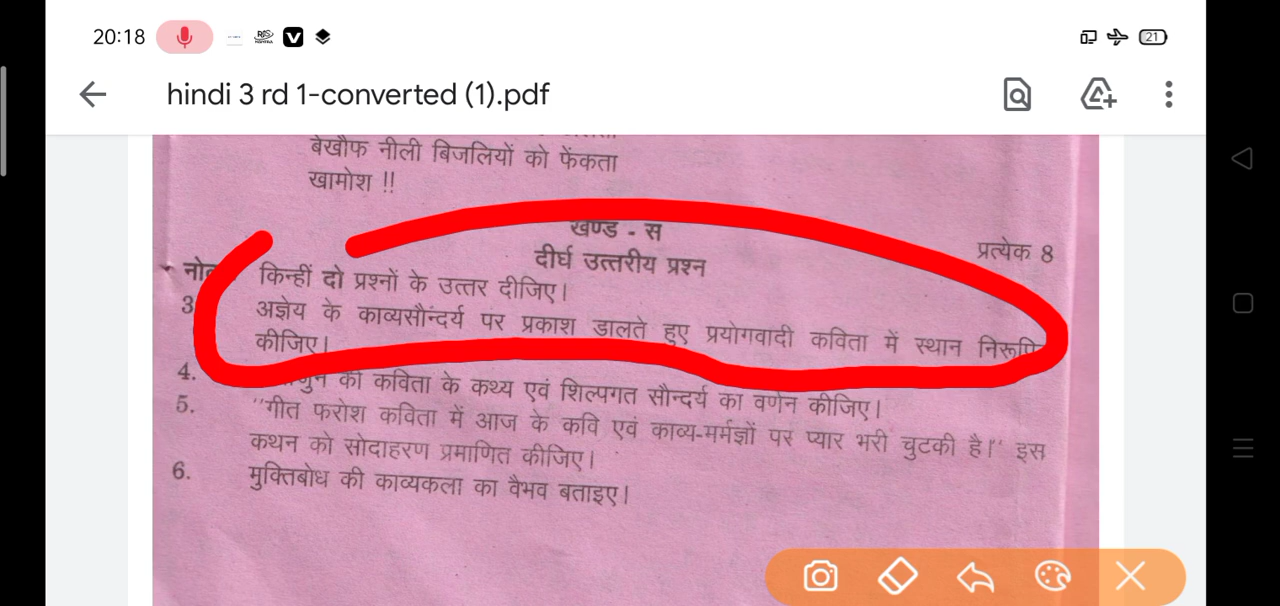 20:18
21
hindi 3 rd 1-converted (1).pdf
बेखौफ नीली बिजलियों को फेंकता
खामोश !!
खण्ड - स
दीर्घ उत्तरीय प्रश्न
प्रत्येक 8
किन्हीं दो प्रश्नों के उत्तर दीजिए।
3
अज्ञेय के काव्यसौन्दर्य पर प्रकाश डालते हुए प्रयोगवादी कविता में स्थान
कीजिए।
4. की कविता के कथ्य एवं शिल्पगत सौन्दर्य का वर्णन कीजिए।
5. "गीत फरोश कविता में आज के कवि एवं काव्य-मर्मज्ञों पर प्यार भरी चुटकी है।" इस
कथन को सोदाहरण प्रमाणित कीजिए।
6. मुक्तिबोध की काव्यकला का वैभव बताइए।